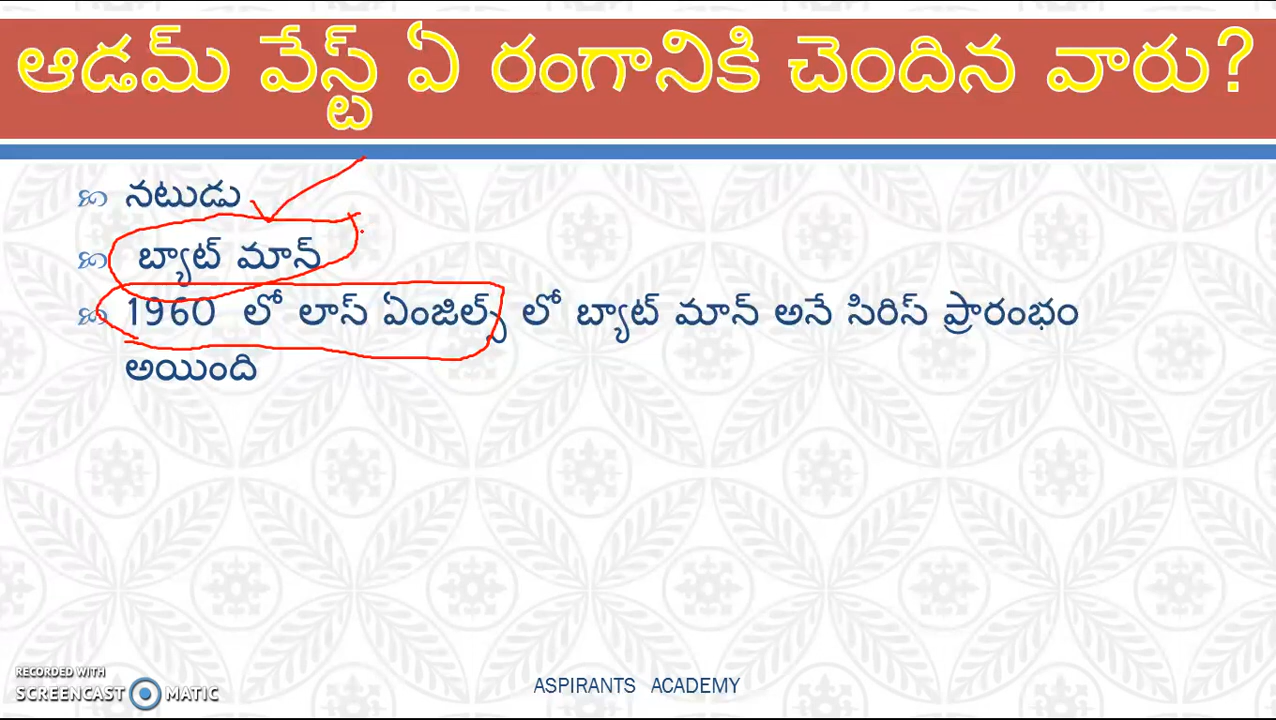 ఆడమ్ వేస్ట్ ఏ రంగానికి చెందిన వారు?
నటుడు
బ్యాట్ మాన్
1960 లో లాస్ ఏంజిల్స్ లో బ్యాట్ మాన్ అనే సిరిస్ ప్రారంభం
అయింది
RECORDED WITH
SCREENCAST MATIC
ASPIRANTS ACADEMY